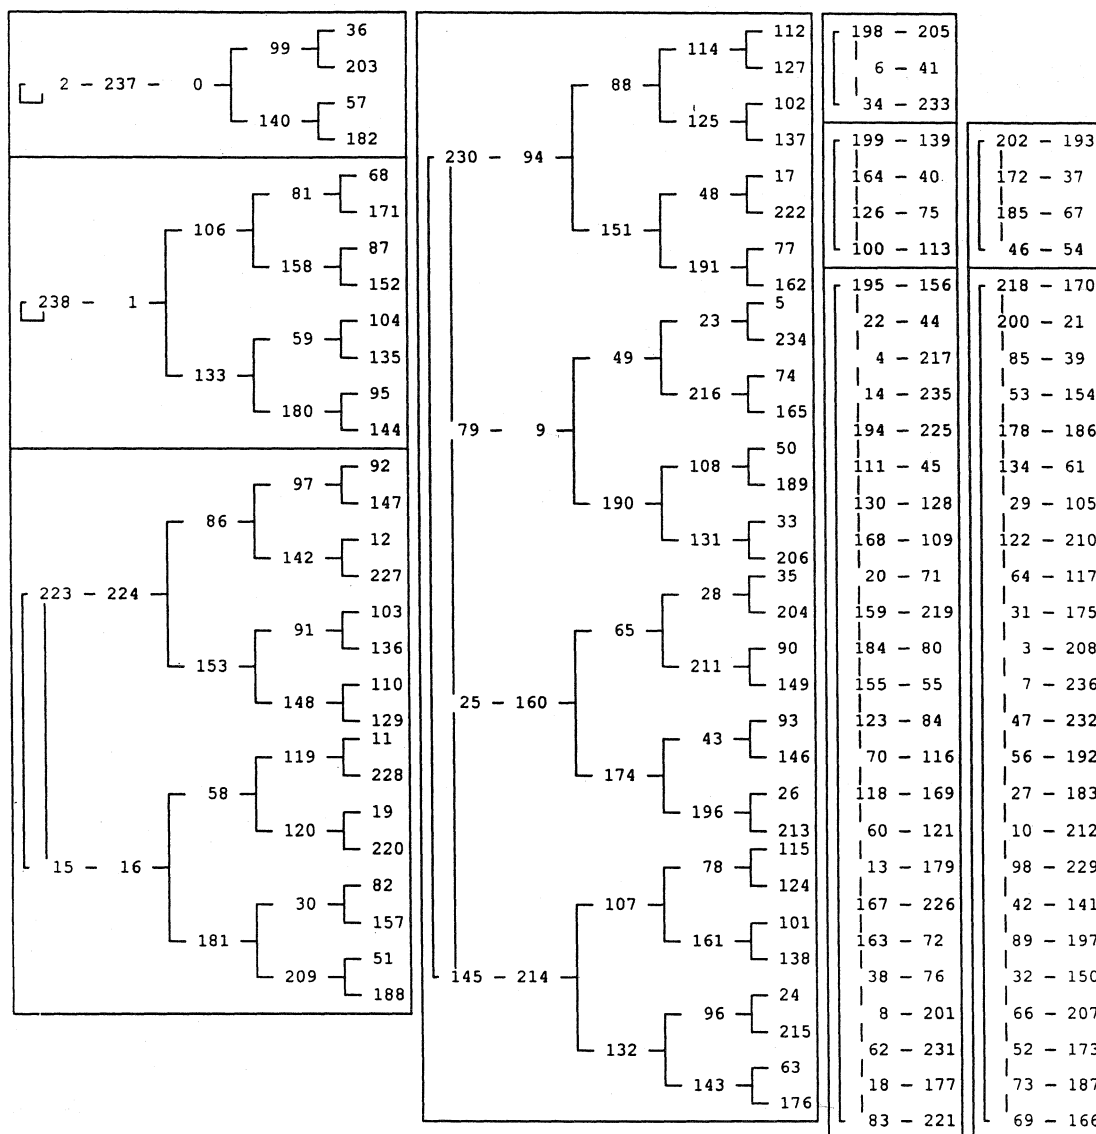 36
99
203
2 – 237 – 0
57
140
182
68
81
171
106
87
158
152
238 – 1
104
59
135
133
95
180
144
92
97
147
86
12
142
227
223 – 224
103
91
136
153
110
148
129
11
119
228
58
19
120
220
15 – 16
82
30
157
181
51
209
188
112
114
127
88
102
125
137
230 – 94
17
48
222
151
77
191
162
5
23
234
49
74
216
165
79 – 9
50
108
189
190
33
131
206
35
28
204
65
90
211
149
25 – 160
93
43
146
174
26
196
213
115
78
124
107
101
161
138
145 – 214
24
96
215
132
63
143
176
198 – 205
6 – 41
34 – 233
199 – 139
164 – 40
126 – 75
100 – 113
195 – 156
22 – 44
4 – 217
14 – 235
194 – 225
111 – 45
130 – 128
168 – 109
20 – 71
159 – 219
184 – 80
155 – 55
123 – 84
70 – 116
118 – 169
60 – 121
13 – 179
167 – 226
163 – 72
38 – 76
8 – 201
62 – 231
18 – 177
83 – 221
202 – 193
172 – 37
185 – 67
46 – 54
218 – 170
200 – 21
85 – 39
53 – 154
178 – 186
134 – 61
29 – 105
122 – 210
64 – 117
31 – 175
3 – 208
7 – 236
47 – 232
56 – 192
27 – 183
10 – 212
98 – 229
42 – 141
89 – 197
32 – 150
66 – 207
52 – 173
73 – 187
69 – 166